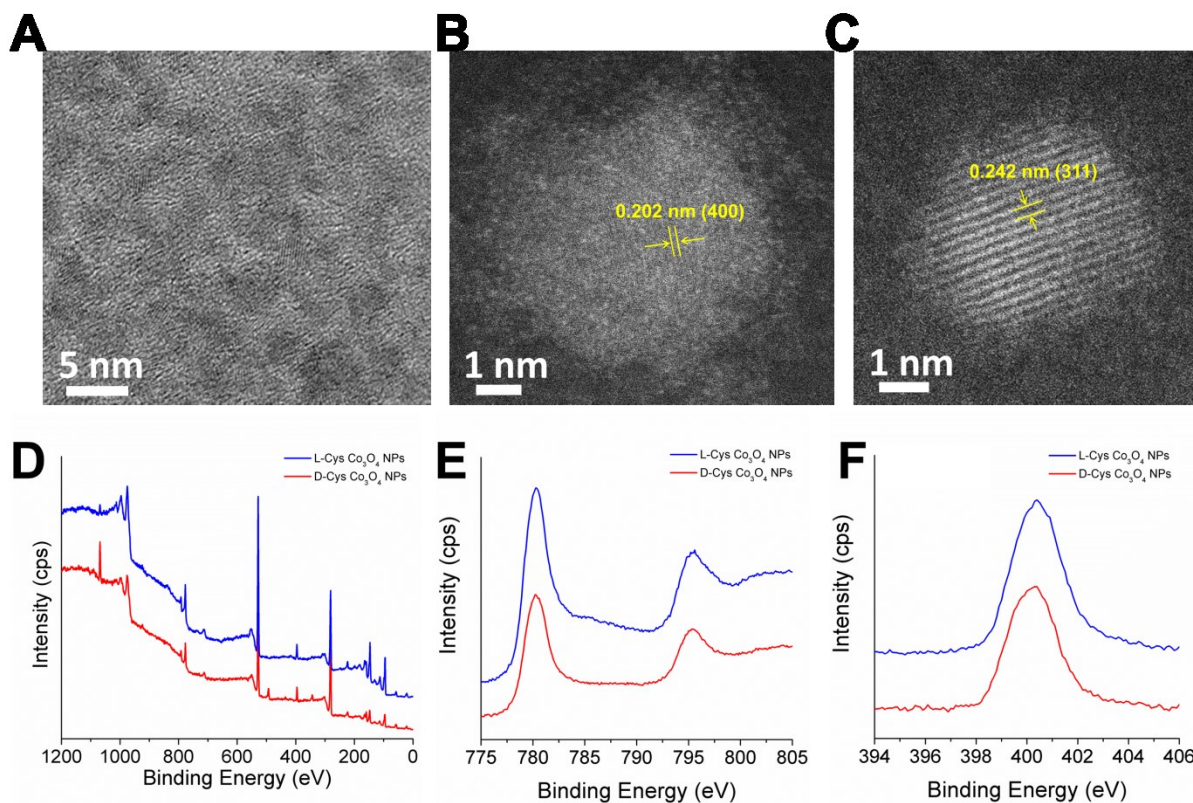 A
B
C
0.202 nm (400)
0.242 nm (311)
5 nm
1 nm
1 nm
D
E
F
L-Cys Co₃O₄ NPs
D-Cys Co₃O₄ NPs
L-Cys Co₃O₄ NPs
D-Cys Co₃O₄ NPs
L-Cys Co₃O₄ NPs
D-Cys Co₃O₄ NPs
Intensity (cps)
Intensity (cps)
Intensity (cps)
1200 1000 800 600 400 200 0
775 780 785 790 795 800 805
394 396 398 400 402 404 406
Binding Energy (eV)
Binding Energy (eV)
Binding Energy (eV)